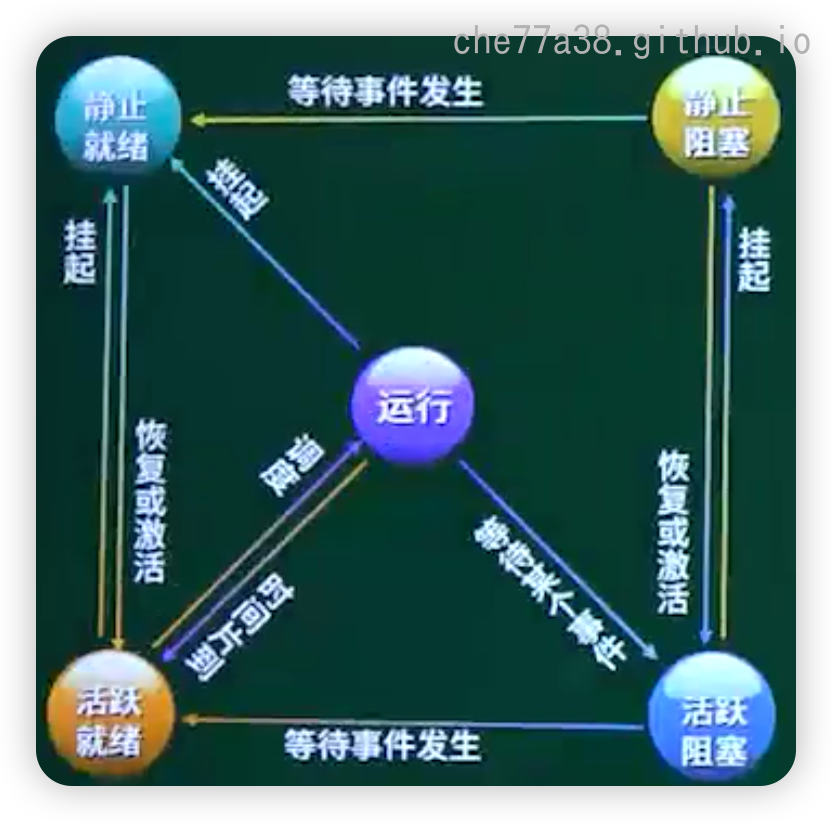 che77a38.github.io
静止
就绪
等待事件发生
静止
阻塞
挂起
挂起
挂起
运行
调度
恢复或激活
恢复或激活
等待某个事件
时间片到
活跃
就绪
等待事件发生
活跃
阻塞